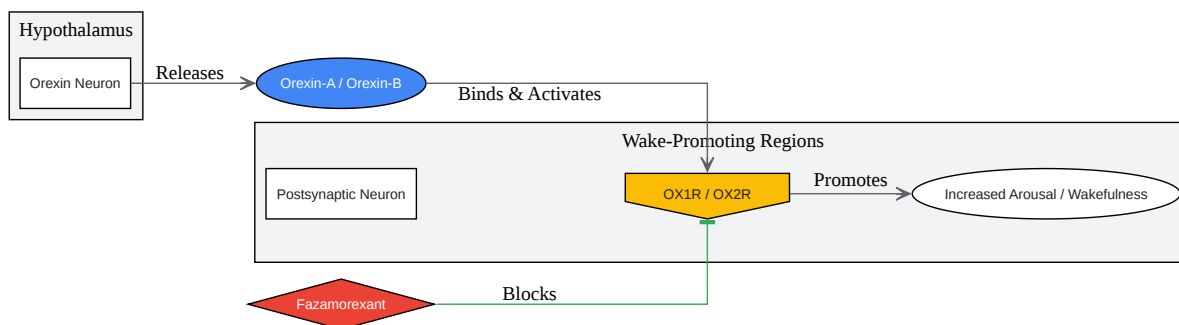 Hypothalamus
Orexin Neuron
Releases
Orexin-A / Orexin-B
Binds & Activates
Wake-Promoting Regions
Postsynaptic Neuron
OX1R / OX2R
Promotes
Increased Arousal / Wakefulness
Fazamorexant
Blocks